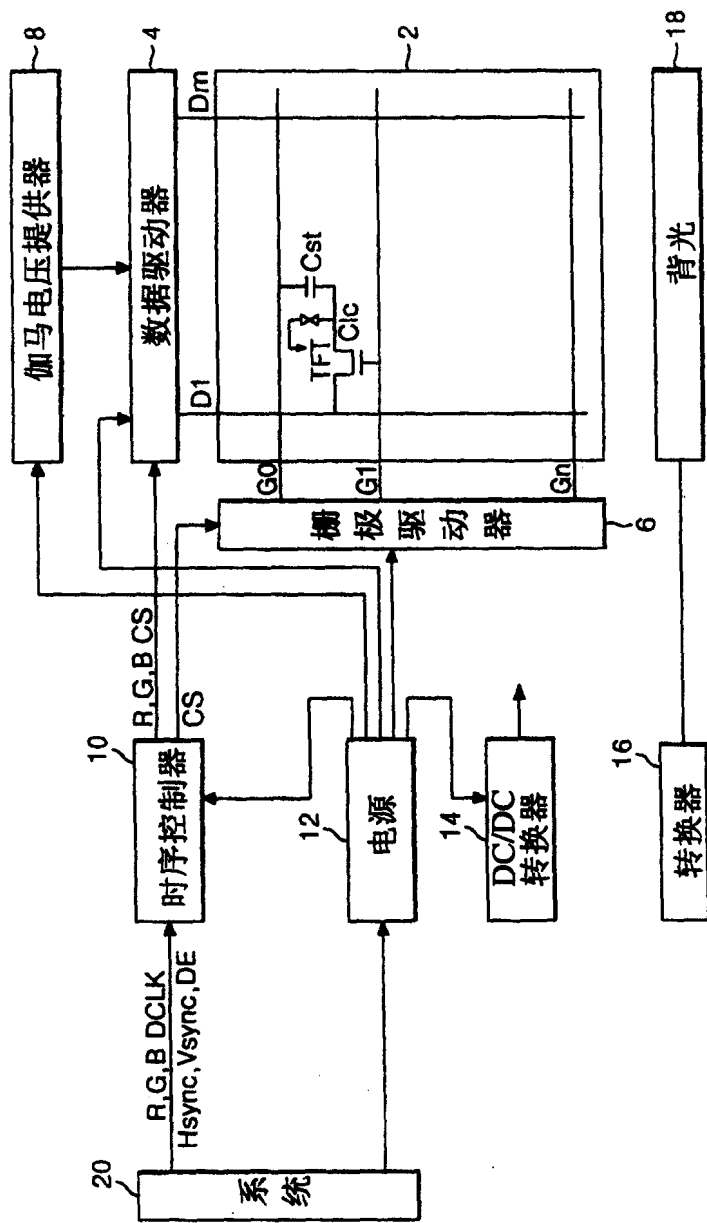 8
伽马电压提供器
4
数据驱动器
D1
Dm
2
Cst
TFT
Clc
G0
G1
Gn
栅极驱动器
6
R,G,B CS
CS
10
时序控制器
12
电源
14
DC/DC
转换器
16
转换器
背光
18
R,G,B DCLK
Hsync,Vsync,DE
20
系统